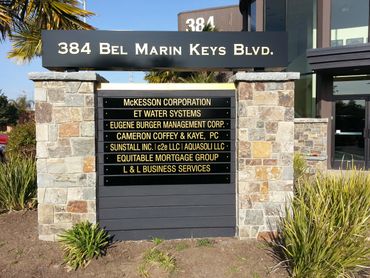 384
384 BEL MARIN KEYS BLVD.
MCKESSON CORPORATION
ET WATER SYSTEMS
EUGENE BURGER MANAGEMENT CORP.
CAMERON COFFEY & KAYE, PC
SUNSTALL INC. | c2e LLC | AQUASOLI LLC
EQUITABLE MORTGAGE GROUP
L & L BUSINESS SERVICES